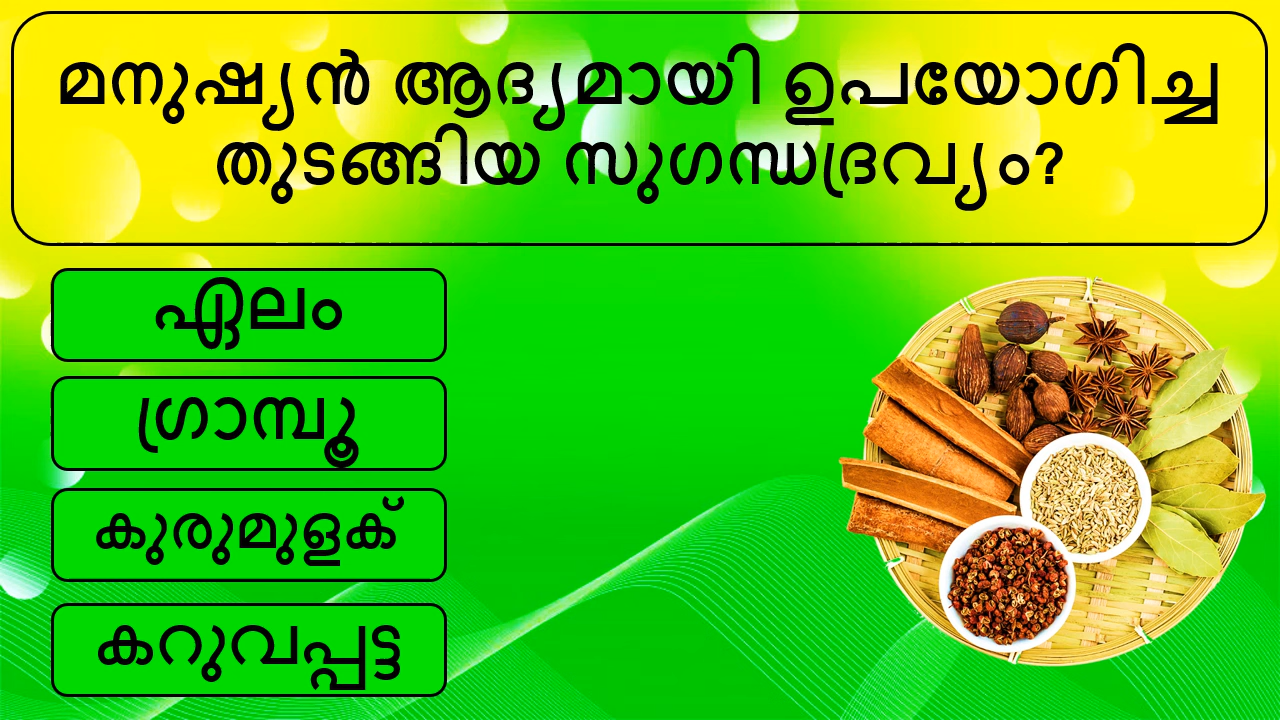 മനുഷ്യൻ ആദ്യമായി ഉപയോഗിച്ച
തുടങ്ങിയ സുഗന്ധദ്രവ്യം?
ഏലം
ഗ്രാമ്പൂ
കുരുമുളക്
കറുവപ്പട്ട